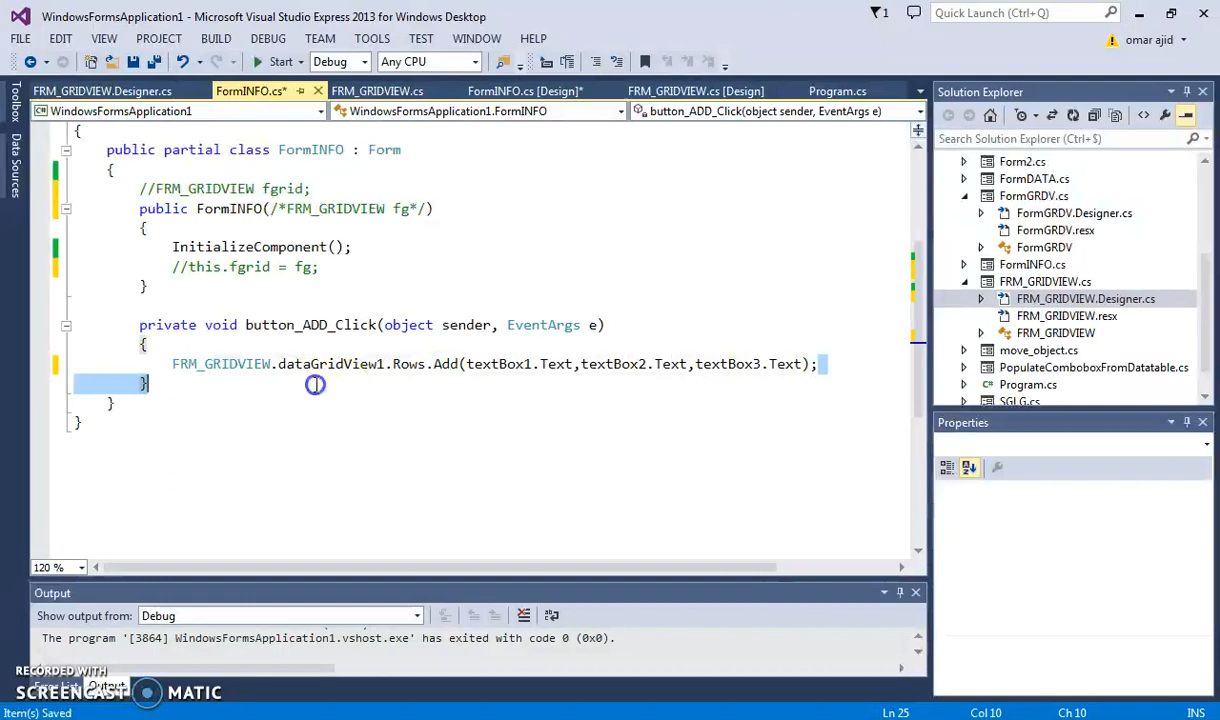 WindowsFormsApplication1 - Microsoft Visual Studio Express 2013 for Windows Desktop
1
Quick Launch (Ctrl+Q)
FILE EDIT VIEW PROJECT BUILD DEBUG TEAM TOOLS TEST WINDOW HELP
omar ajid
Start Debug Any CPU
FRM_GRIDVIEW.Designer.cs FormINFO.cs* FRM_GRIDVIEW.cs FormINFO.cs [Design]* FRM_GRIDVIEW.cs [Design] Program.cs
WindowsFormsApplication1 WindowsFormsApplication1.FormINFO button_ADD_Click(object sender, EventArgs e)
Toolbox
Data Sources
{
public partial class FormINFO : Form
{
//FRM_GRIDVIEW fgrid;
public FormINFO(/*FRM_GRIDVIEW fg*/)
{
InitializeComponent();
//this.fgrid = fg;
}
private void button_ADD_Click(object sender, EventArgs e)
{
FRM_GRIDVIEW.dataGridView1.Rows.Add(textBox1.Text,textBox2.Text,textBox3.Text);
}
}
}
120 %
Solution Explorer
Search Solution Explorer (Ctrl+$)
Form2.cs
FormDATA.cs
FormGRDV.cs
FormGRDV.Designer.cs
FormGRDV.resx
FormGRDV
FormINFO.cs
FRM_GRIDVIEW.cs
FRM_GRIDVIEW.Designer.cs
FRM_GRIDVIEW.resx
FRM_GRIDVIEW
move_object.cs
PopulateComboboxFromDatatable.cs
Program.cs
SGLG.cs
Properties
Output
Show output from: Debug
The program '[3864] WindowsFormsApplication1.vshost.exe' has exited with code 0 (0x0).
Error List Output
RECORDED WITH
SCREENCAST MATIC
Item(s) Saved Ln 25 Col 10 Ch 10 INS